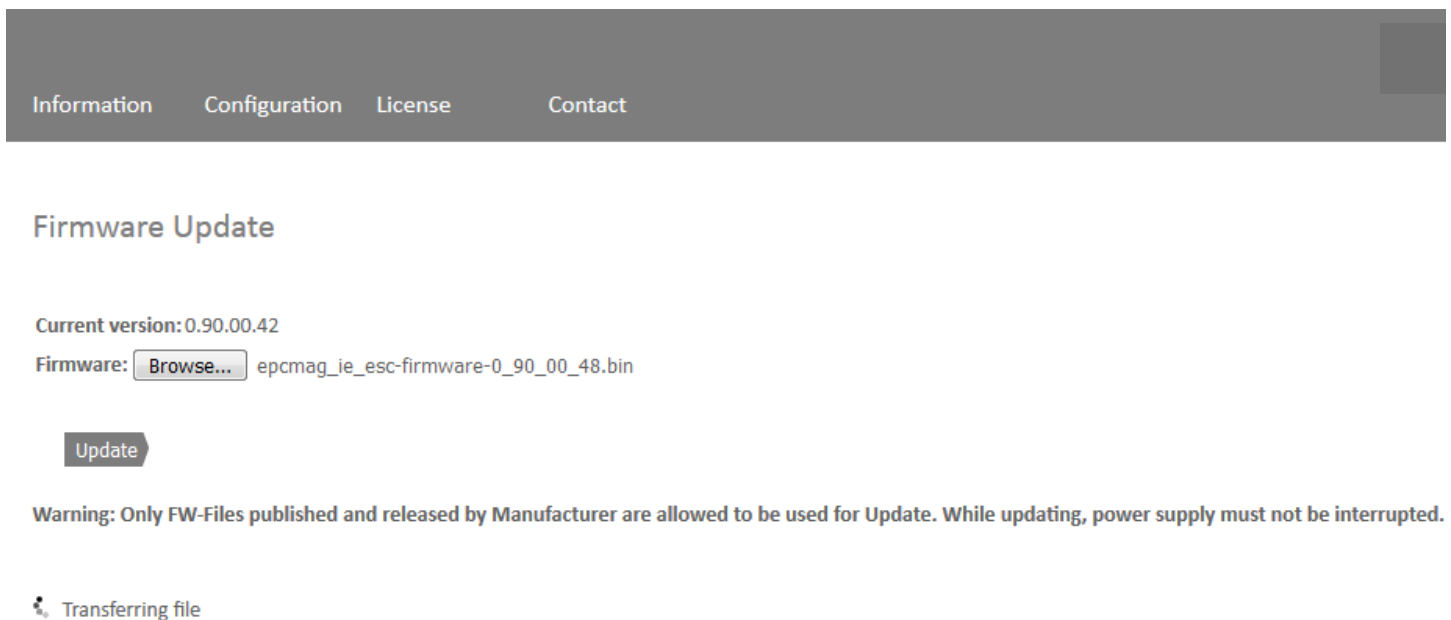 Information Configuration License Contact
Firmware Update
Current version: 0.90.00.42
Firmware: Browse... epcmag_ie_esc-firmware-0_90_00_48.bin
Update
Warning: Only FW-Files published and released by Manufacturer are allowed to be used for Update. While updating, power supply must not be interrupted.
Transferring file